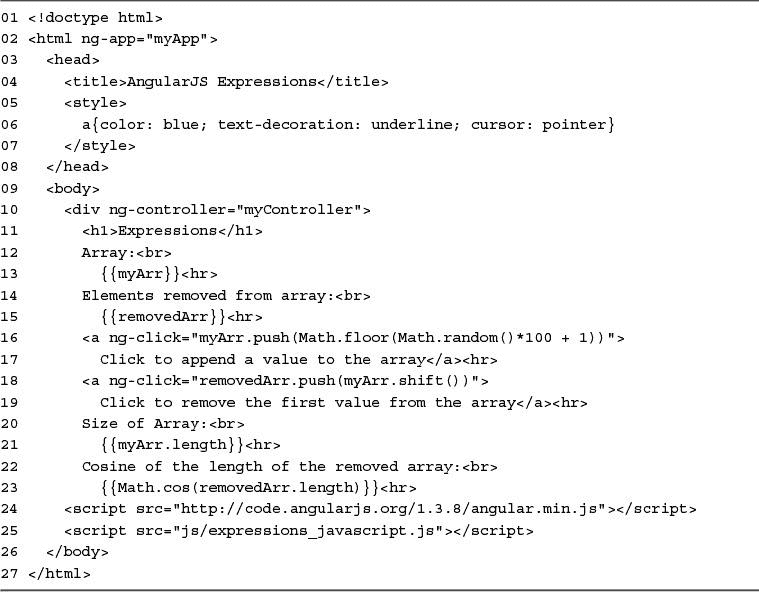 01 <!doctype html>
02 <html ng-app="myApp">
03   <head>
04     <title>AngularJS Expressions</title>
05     <style>
06       a{color: blue; text-decoration: underline; cursor: pointer}
07     </style>
08   </head>
09   <body>
10     <div ng-controller="myController">
11       <h1>Expressions</h1>
12       Array:<br>
13         {{myArr}}<hr>
14       Elements removed from array:<br>
15         {{removedArr}}<hr>
16       <a ng-click="myArr.push(Math.floor(Math.random()*100 + 1))">
17         Click to append a value to the array</a><hr>
18       <a ng-click="removedArr.push(myArr.shift())">
19         Click to remove the first value from the array</a><hr>
20       Size of Array:<br>
21         {{myArr.length}}<hr>
22       Cosine of the length of the removed array:<br>
23         {{Math.cos(removedArr.length)}}<hr>
24     <script src="http://code.angularjs.org/1.3.8/angular.min.js"></script>
25     <script src="js/expressions_javascript.js"></script>
26   </body>
27 </html>